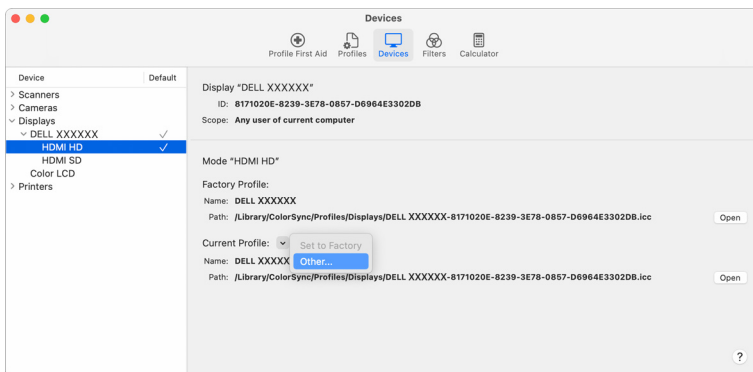 Devices
Profile First Aid Profiles Devices Filters Calculator
Device Default
Scanners
Cameras
Displays
DELL XXXXXX
HDMI HD
HDMI SD
Color LCD
Printers
Display “DELL XXXXXX”
ID: 8171020E-8239-3E78-0857-D6964E3302DB
Scope: Any user of current computer
Mode “HDMI HD”
Factory Profile:
Name: DELL XXXXXX
Path: /Library/ColorSync/Profiles/Displays/DELL XXXXXX-8171020E-8239-3E78-0857-D6964E3302DB.icc Open
Current Profile:
Set to Factory
Other...
Name: DELL XXXXX
Path: /Library/ColorSync/Profiles/Displays/DELL XXXXXX-8171020E-8239-3E78-0857-D6964E3302DB.icc Open
?